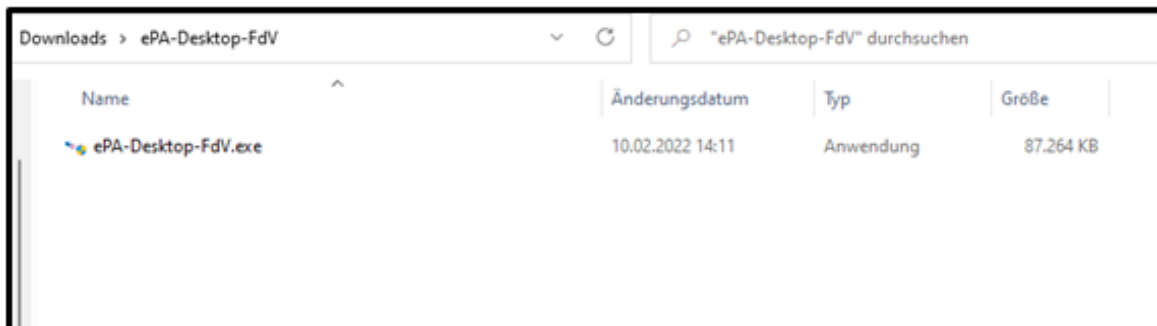 Downloads > ePA-Desktop-FdV "ePA-Desktop-FdV" durchsuchen
Name Änderungsdatum Typ Größe
ePA-Desktop-FdV.exe 10.02.2022 14:11 Anwendung 87.264 KB